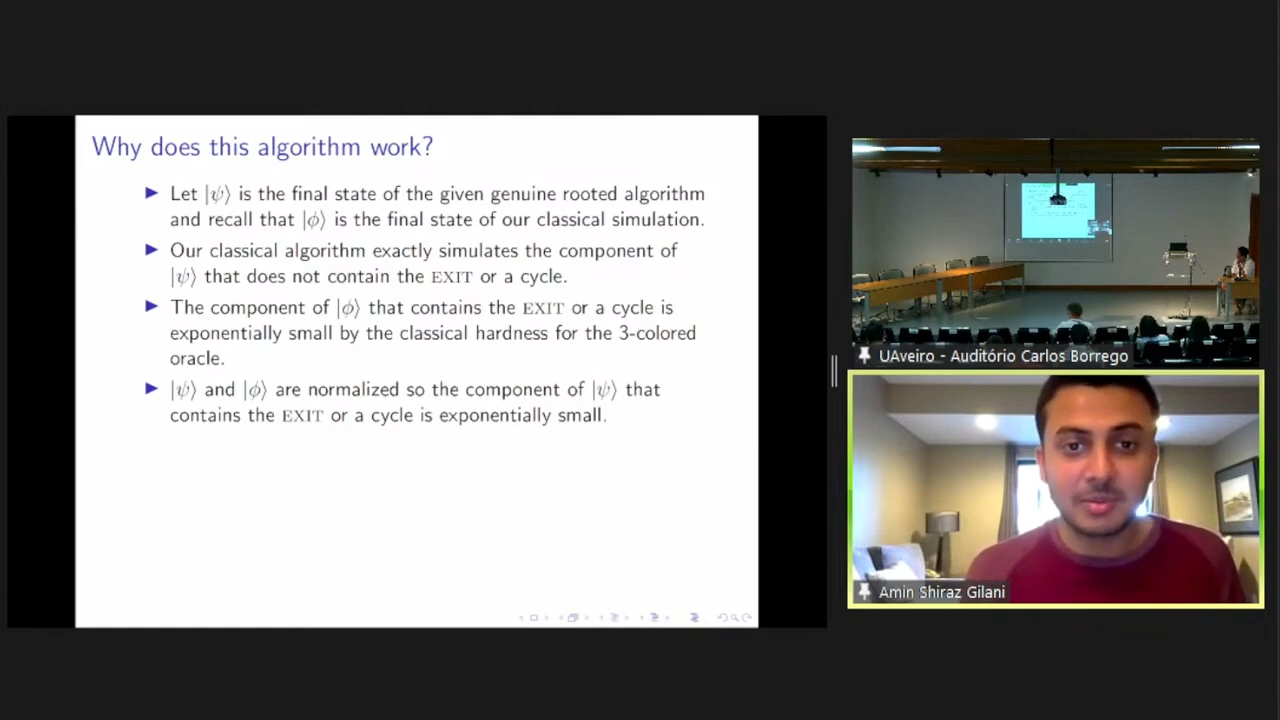 Why does this algorithm work?
▶ Let |ψ⟩ is the final state of the given genuine rooted algorithm
and recall that |ϕ⟩ is the final state of our classical simulation.
▶ Our classical algorithm exactly simulates the component of
|ψ⟩ that does not contain the EXIT or a cycle.
▶ The component of |ϕ⟩ that contains the EXIT or a cycle is
exponentially small by the classical hardness for the 3-colored
oracle.
▶ |ψ⟩ and |ϕ⟩ are normalized so the component of |ψ⟩ that
contains the EXIT or a cycle is exponentially small.
UAveiro - Auditório Carlos Borrego
Amin Shiraz Gilani